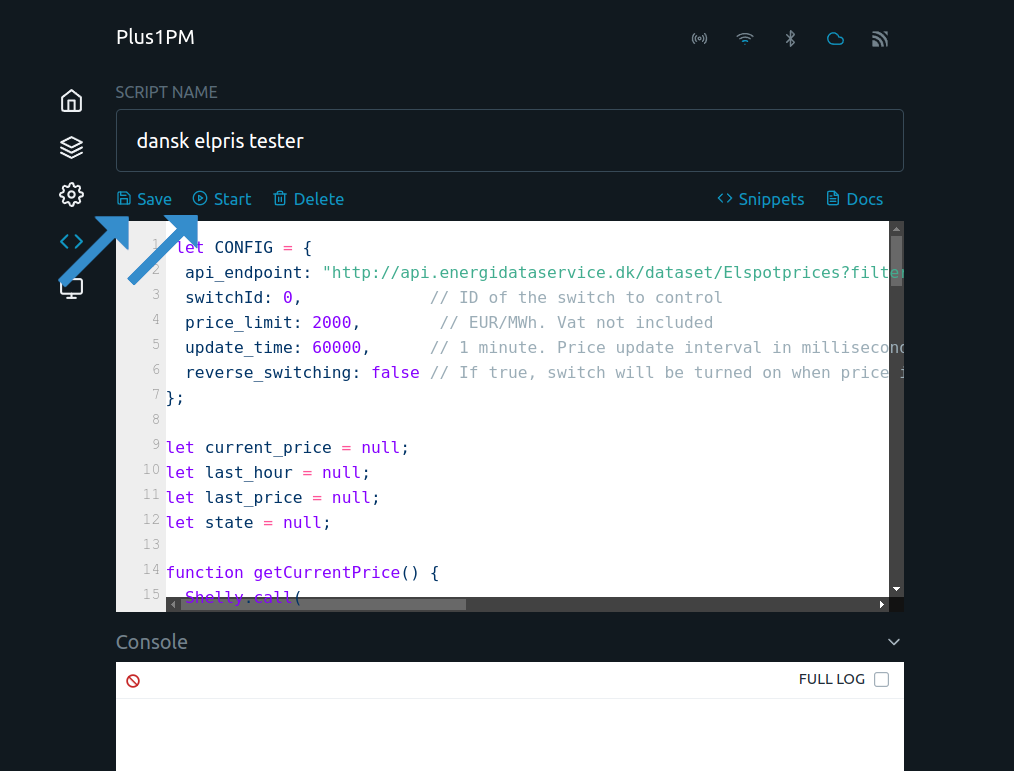 Plus1PM
SCRIPT NAME
dansk elpris tester
Save Start Delete Snippets Docs
1 let CONFIG = {
2 api_endpoint: "http://api.energidataservice.dk/dataset/Elspotprices?filter
3 switchId: 0, // ID of the switch to control
4 price_limit: 2000, // EUR/MWh. Vat not included
5 update_time: 60000, // 1 minute. Price update interval in millisecond
6 reverse_switching: false // If true, switch will be turned on when price i
7 };
8
9 let current_price = null;
10 let last_hour = null;
11 let last_price = null;
12 let state = null;
13
14 function getCurrentPrice() {
15 Shelly.call(
Console
FULL LOG